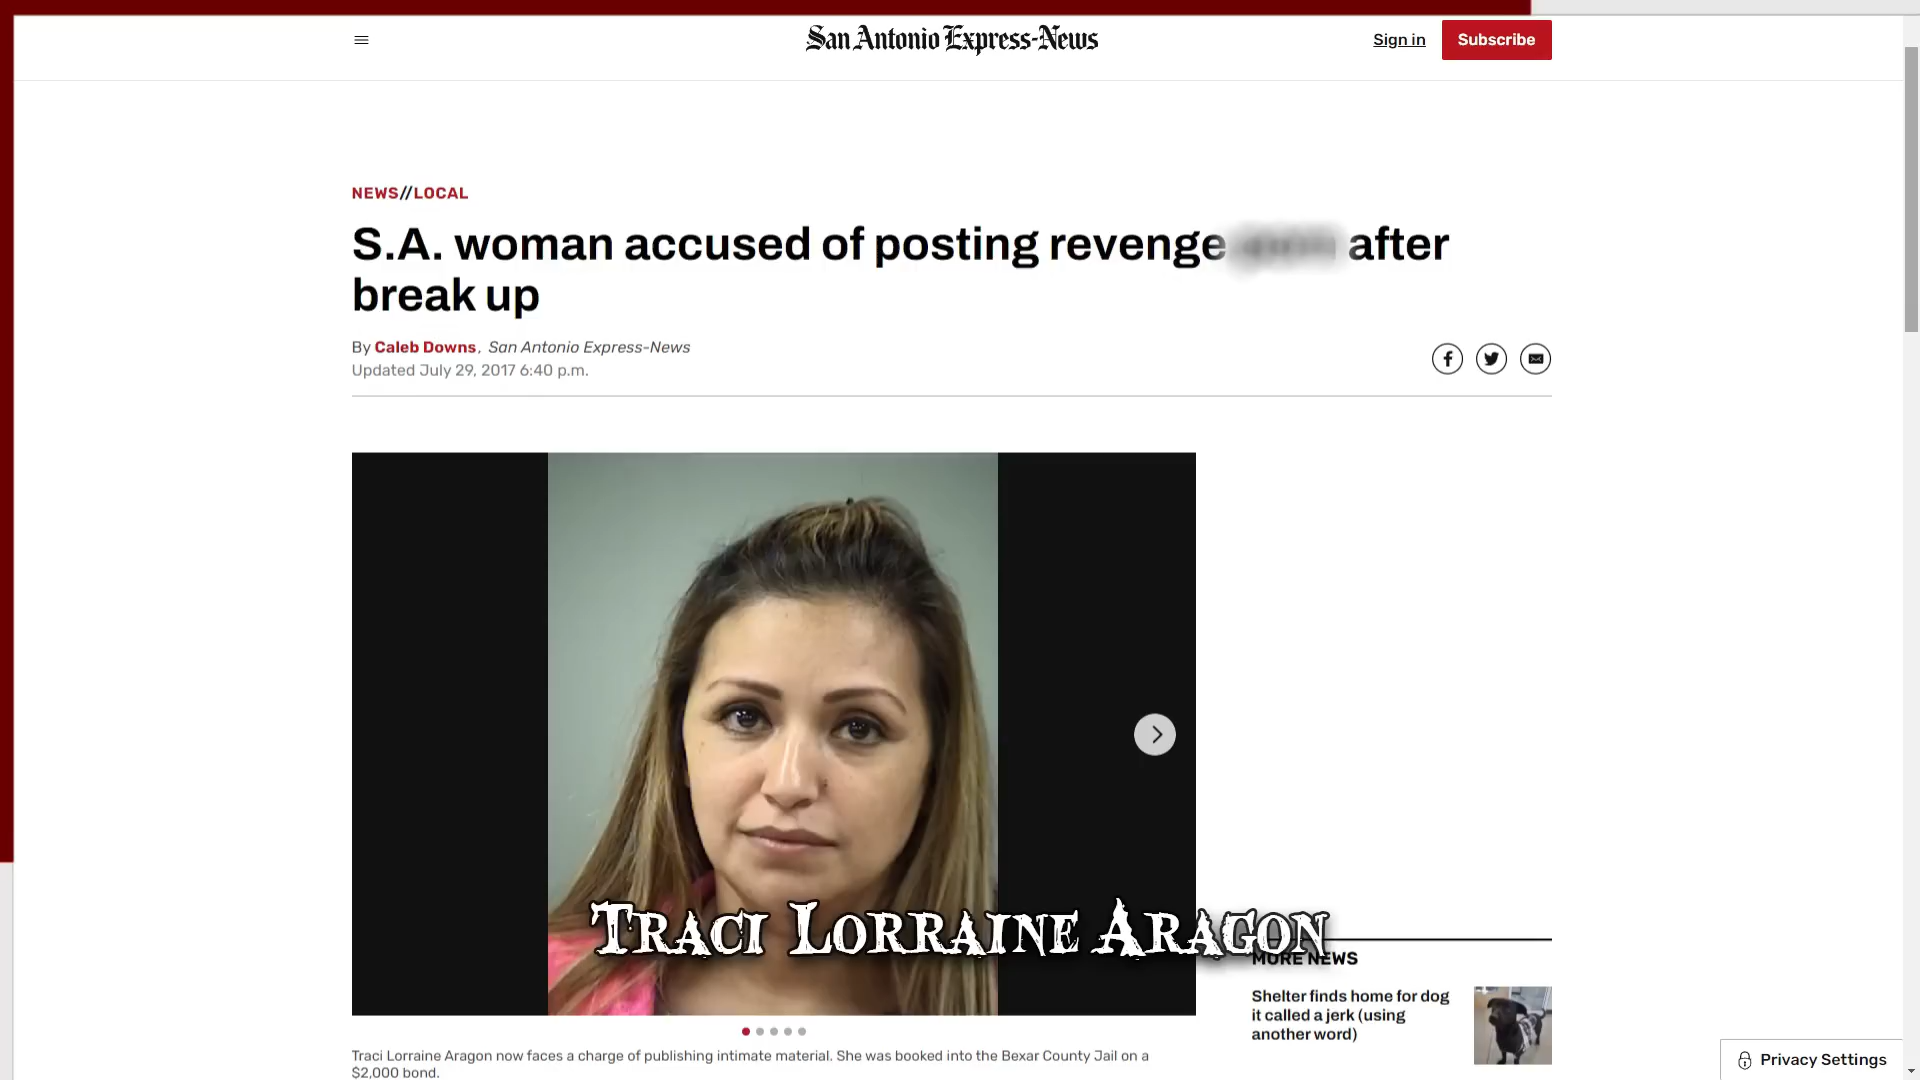 San Antonio Express-News
Sign in
Subscribe
NEWS//LOCAL
S.A. woman accused of posting revenge after
break up
By Caleb Downs, San Antonio Express-News
Updated July 29, 2017 6:40 p.m.
TRACI LORRAINE ARAGON
MORE NEWS
Shelter finds home for dog
it called a jerk (using
another word)
Traci Lorraine Aragon now faces a charge of publishing intimate material. She was booked into the Bexar County Jail on a
$2,000 bond.
Privacy Settings